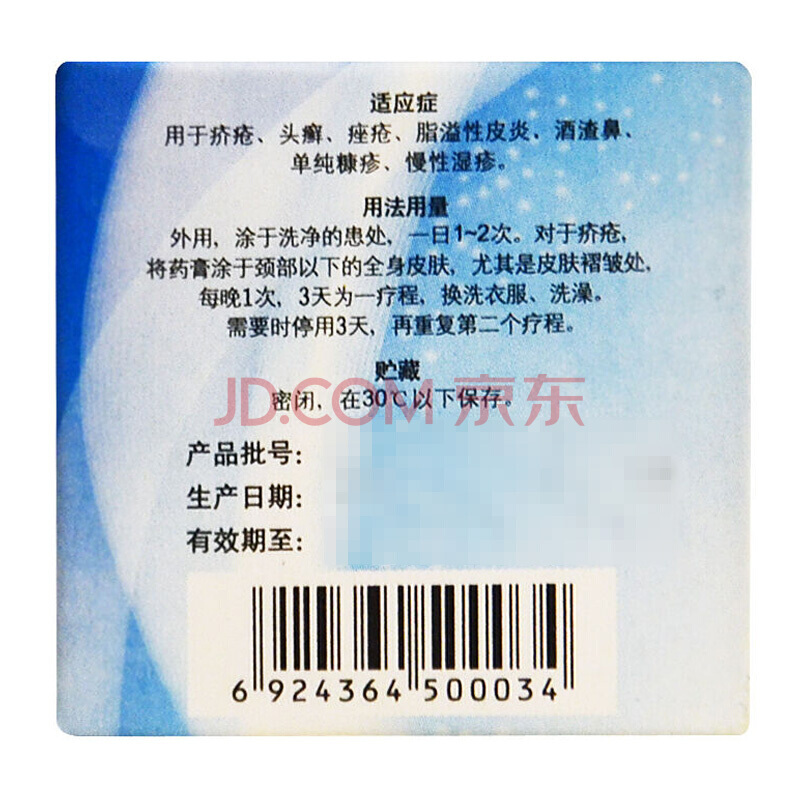 适应症
用于疥疮、头癣、痤疮、脂溢性皮炎、酒渣鼻、
单纯糠疹、慢性湿疹。
用法用量
外用，涂于洗净的患处，一日1~2次。对于疥疮，
将药膏涂于颈部以下的全身皮肤，尤其是皮肤褶皱处，
每晚1次，3天为一疗程，换洗衣服、洗澡。
需要时停用3天，再重复第二个疗程。
贮藏
密闭，在30℃以下保存。
JD.COM 京东
产品批号：
生产日期：
有效期至：
6 924364 500034